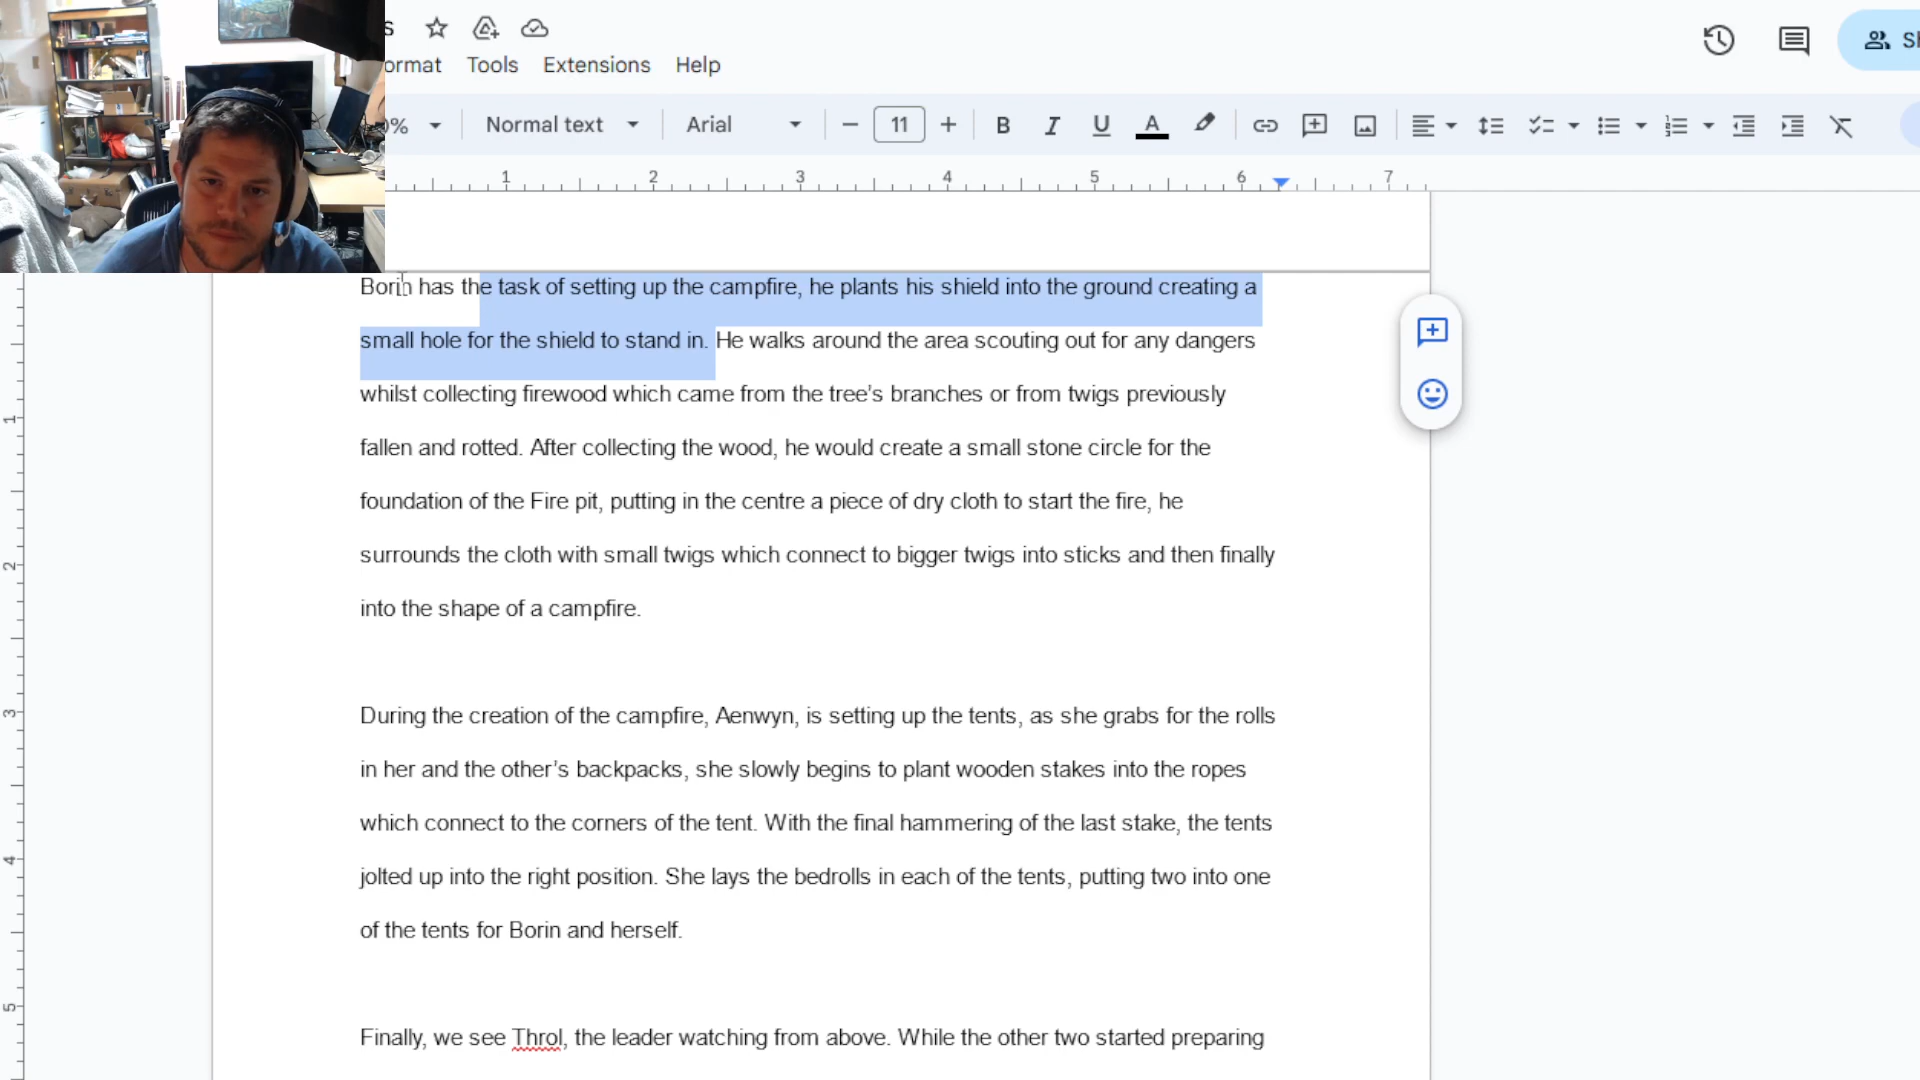 s
ormat Tools Extensions Help
0% Normal text Arial 11 B I U A
1 2 3 4 5 6 7
Borin has the task of setting up the campfire, he plants his shield into the ground creating a
small hole for the shield to stand in. He walks around the area scouting out for any dangers
whilst collecting firewood which came from the tree's branches or from twigs previously
fallen and rotted. After collecting the wood, he would create a small stone circle for the
foundation of the Fire pit, putting in the centre a piece of dry cloth to start the fire, he
surrounds the cloth with small twigs which connect to bigger twigs into sticks and then finally
into the shape of a campfire.
During the creation of the campfire, Aenwyn, is setting up the tents, as she grabs for the rolls
in her and the other's backpacks, she slowly begins to plant wooden stakes into the ropes
which connect to the corners of the tent. With the final hammering of the last stake, the tents
jolted up into the right position. She lays the bedrolls in each of the tents, putting two into one
of the tents for Borin and herself.
Finally, we see Throl, the leader watching from above. While the other two started preparing
1
2
3
4
5